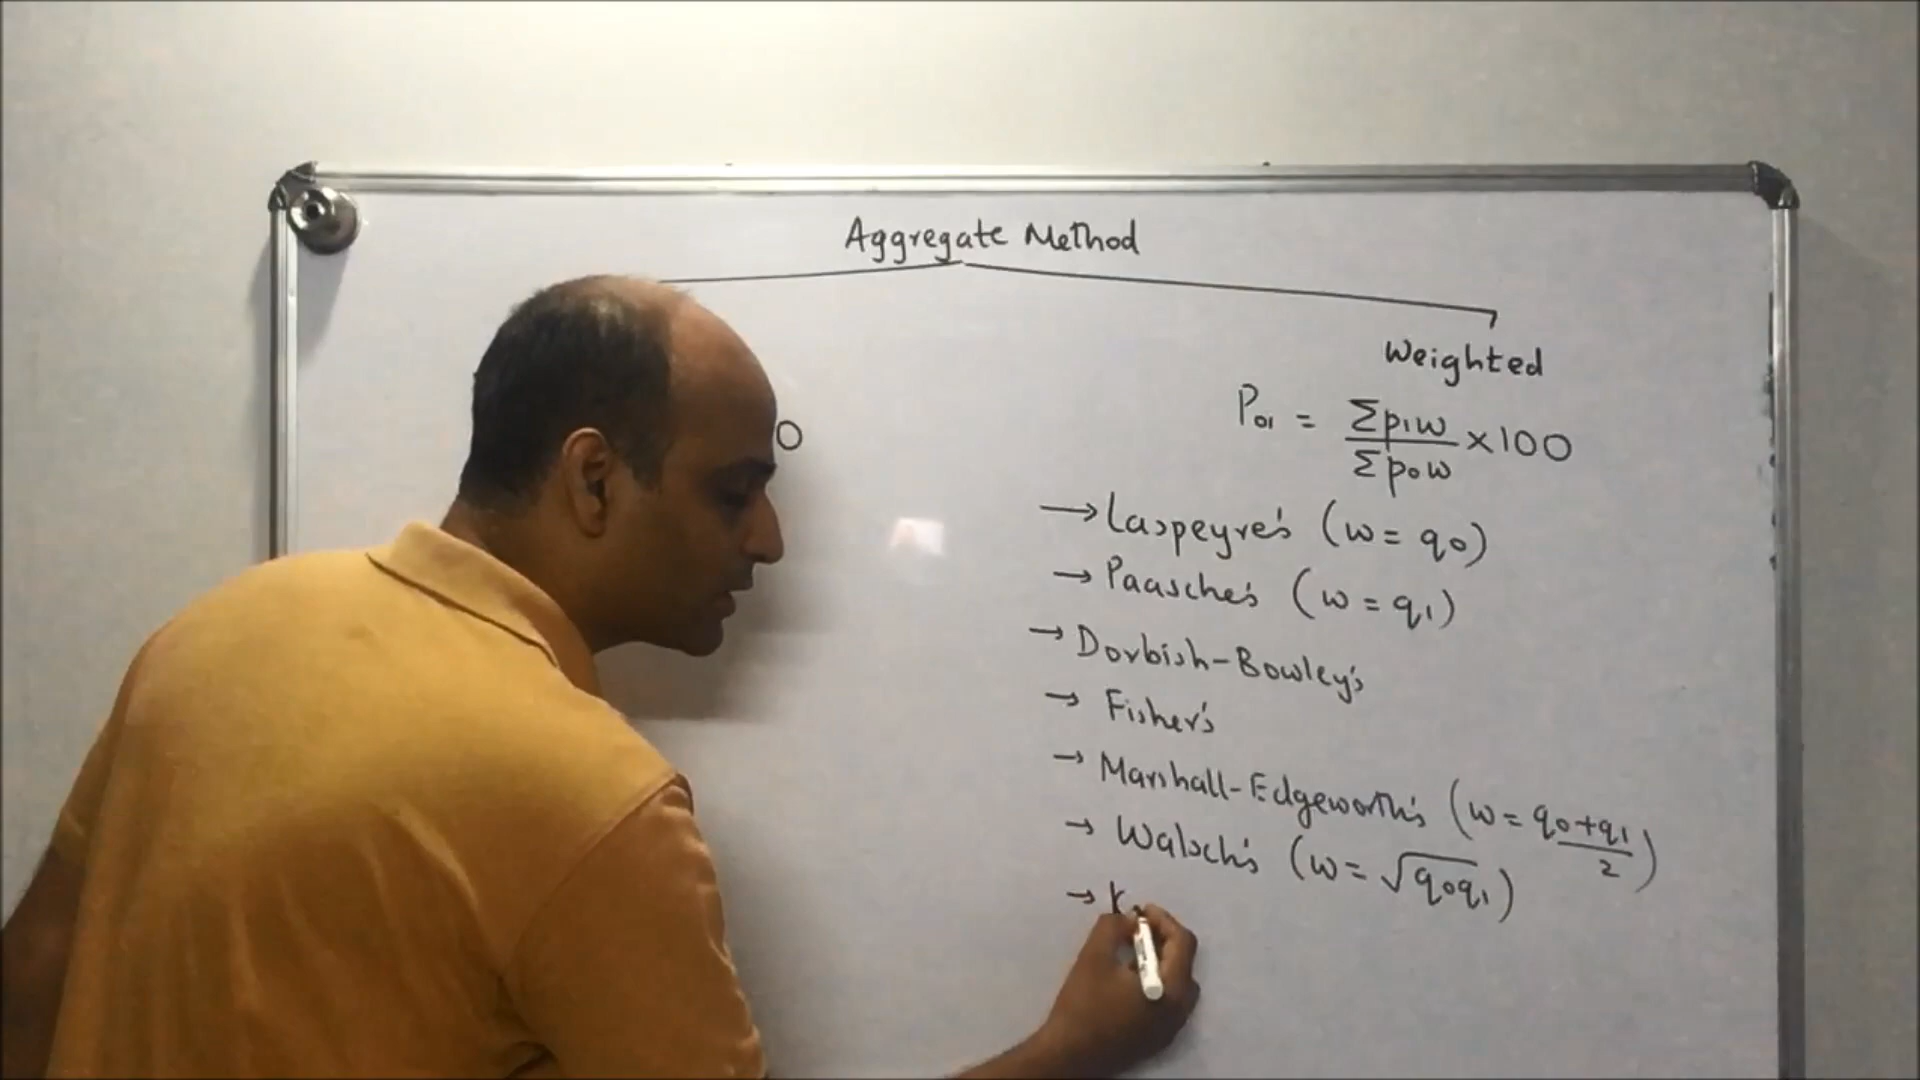 Aggregate Method
Weighted
0
P₀₁ = Σp₁w / Σp₀w × 100
→ Laspeyre's (w = q₀)
→ Paasche's (w = q₁)
→ Dorbish-Bowley's
→ Fisher's
→ Marshall-Edgeworth's (w = q₀+q₁ / 2)
→ Walsch's (w = √q₀q₁)
→ K